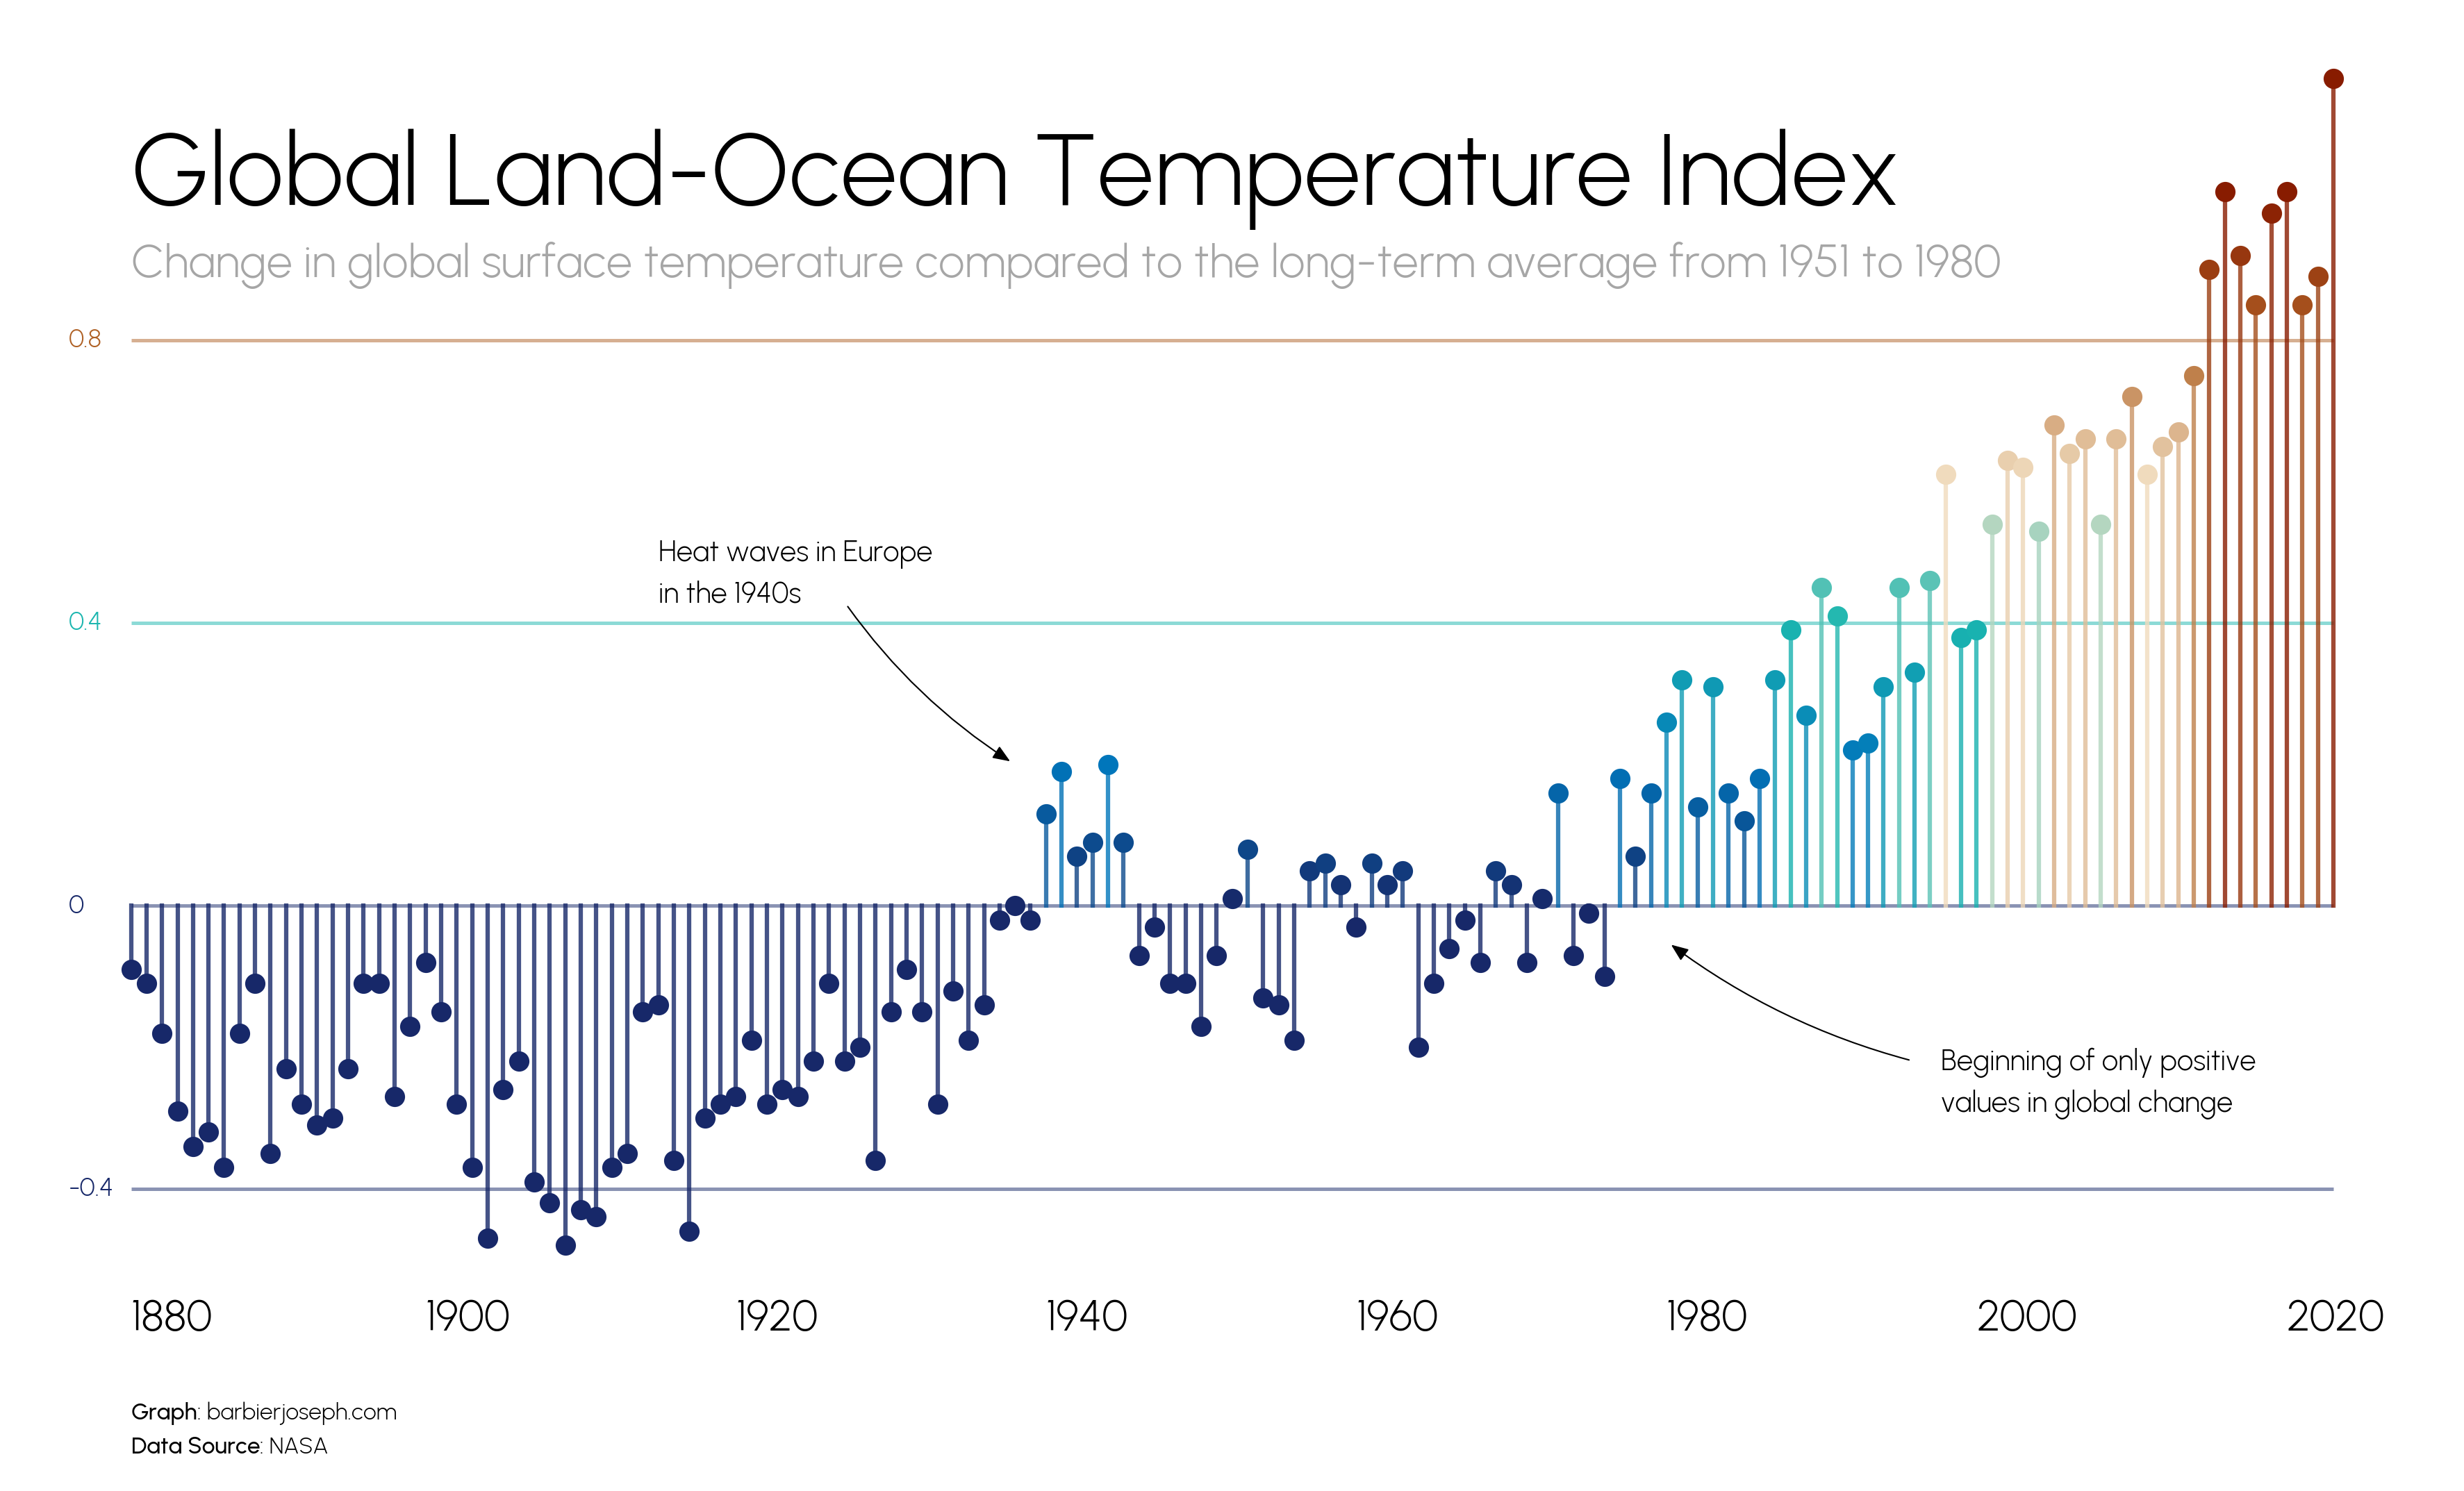 Global Land-Ocean Temperature Index
Change in global surface temperature compared to the long-term average from 1951 to 1980
0.8
Heat waves in Europe
in the 1940s
0.4
0
Beginning of only positive
values in global change
-0.4
1880 1900 1920 1940 1960 1980 2000 2020
Graph: barbierjoseph.com
Data Source: NASA